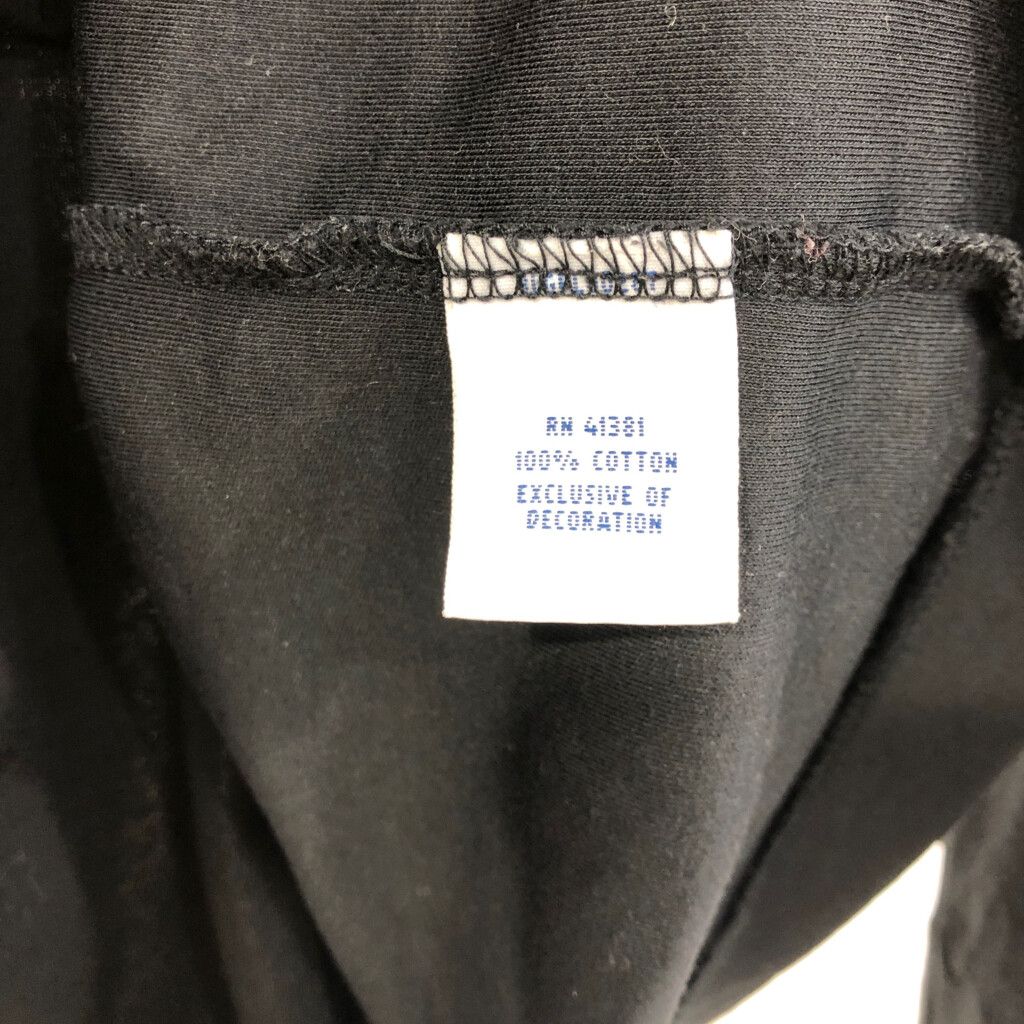 RN 41381
100% COTTON
EXCLUSIVE OF
DECORATION